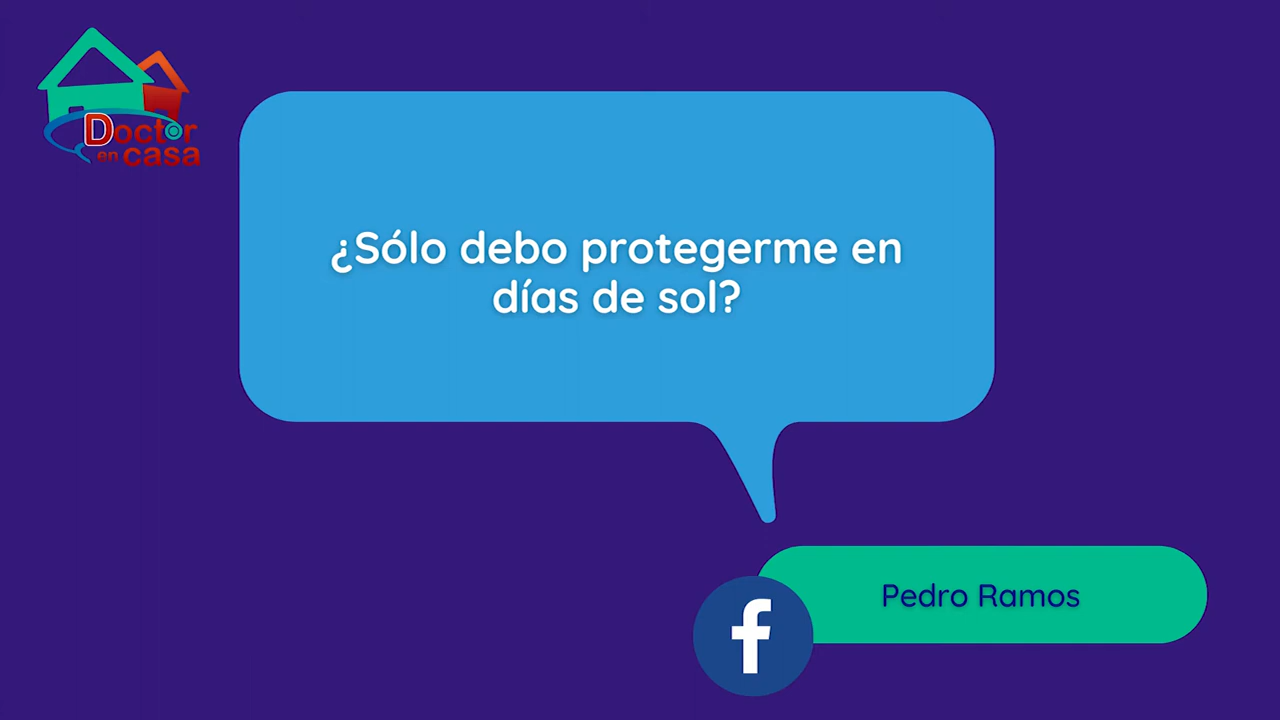 Doctor
en casa
¿Sólo debo protegerme en
días de sol?
Pedro Ramos